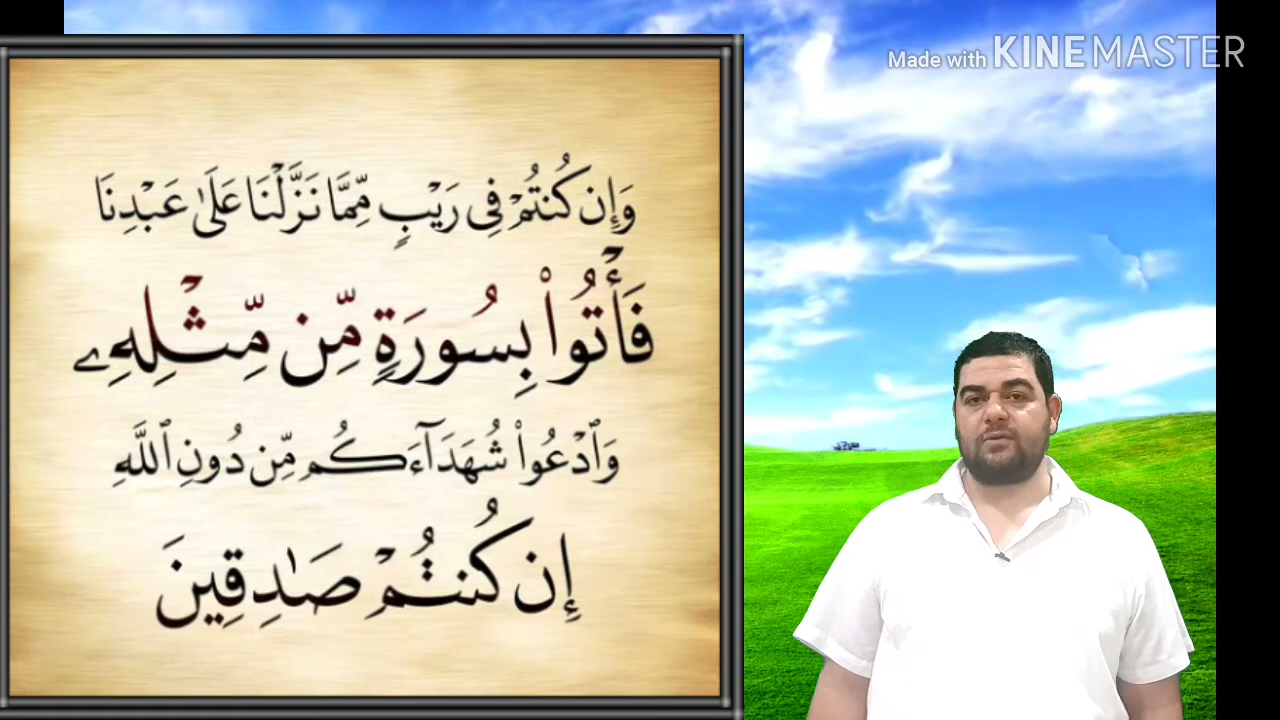 Made with KINEMASTER
وَإِن كُنتُمْ فِى رَيْبٍ مِّمَّا نَزَّلْنَا عَلَىٰ عَبْدِنَا
فَأْتُوا۟ بِسُورَةٍ مِّن مِّثْلِهِۦ
وَٱدْعُوا۟ شُهَدَآءَكُم مِّن دُونِ ٱللَّهِ
إِن كُنتُمْ صَٰدِقِينَ